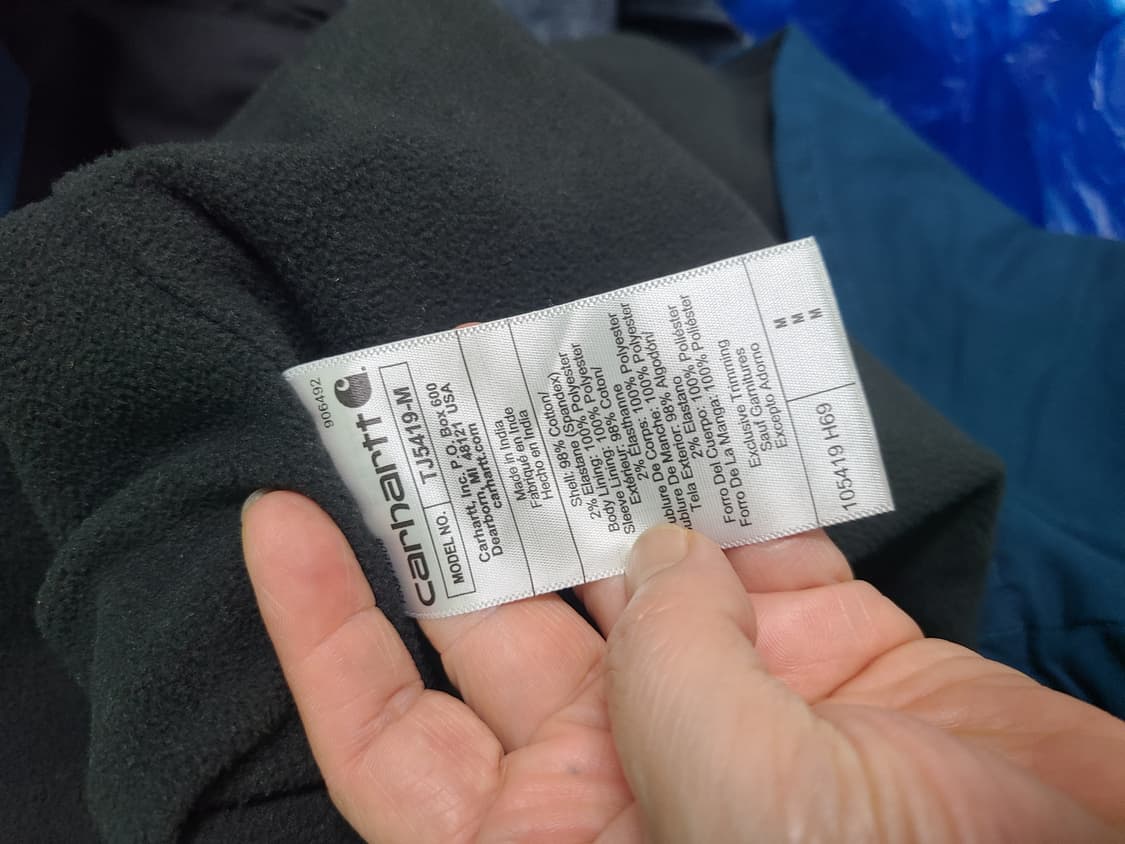 906492
carhartt
MODEL NO. TJ5419-M
Carhartt, Inc. P.O. Box 600
Dearborn, MI 48121 USA
carhartt.com
Made in India
Fabriqué en Inde
Hecho en India
Shell: 98% Cotton/
2% Elastane (Spandex)
Body Lining: 100% Polyester
Sleeve Lining: 100% Polyester
Extérieur: 98% Coton/
2% Élasthanne
Doublure De Corps: 100% Polyester
Doublure De Manche: 100% Polyester
Tela Exterior: 98% Algodón/
2% Elastano
Forro Del Cuerpo: 100% Poliéster
Forro De La Manga: 100% Poliéster
Exclusive Trimming
Sauf Garnitures
Excepto Adorno
M
M
M
105419 H69